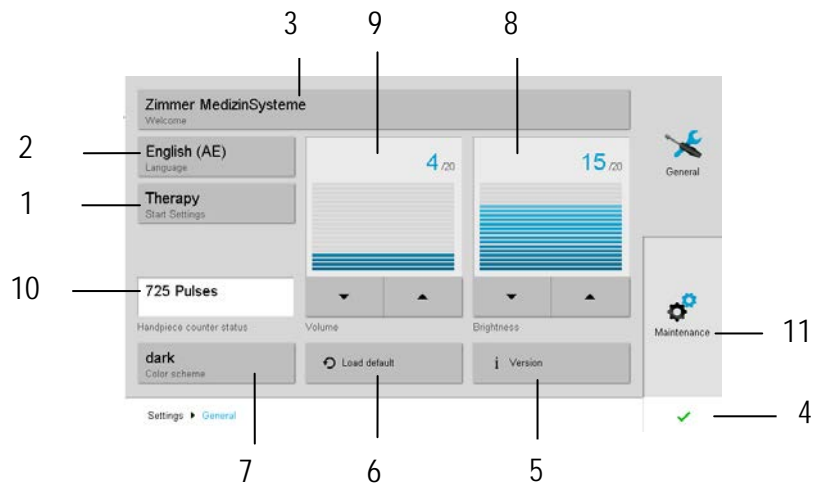 3 9 8
Zimmer MedizinSysteme
Welcome
2 English (AE)
Language
4 /20
15 /20
General
1 Therapy
Start Settings
10 725 Pulses
Handpiece counter status
Volume
Brightness
Maintenance 11
dark
Color scheme
Load default
i Version
Settings ▸ General
4
7 6 5